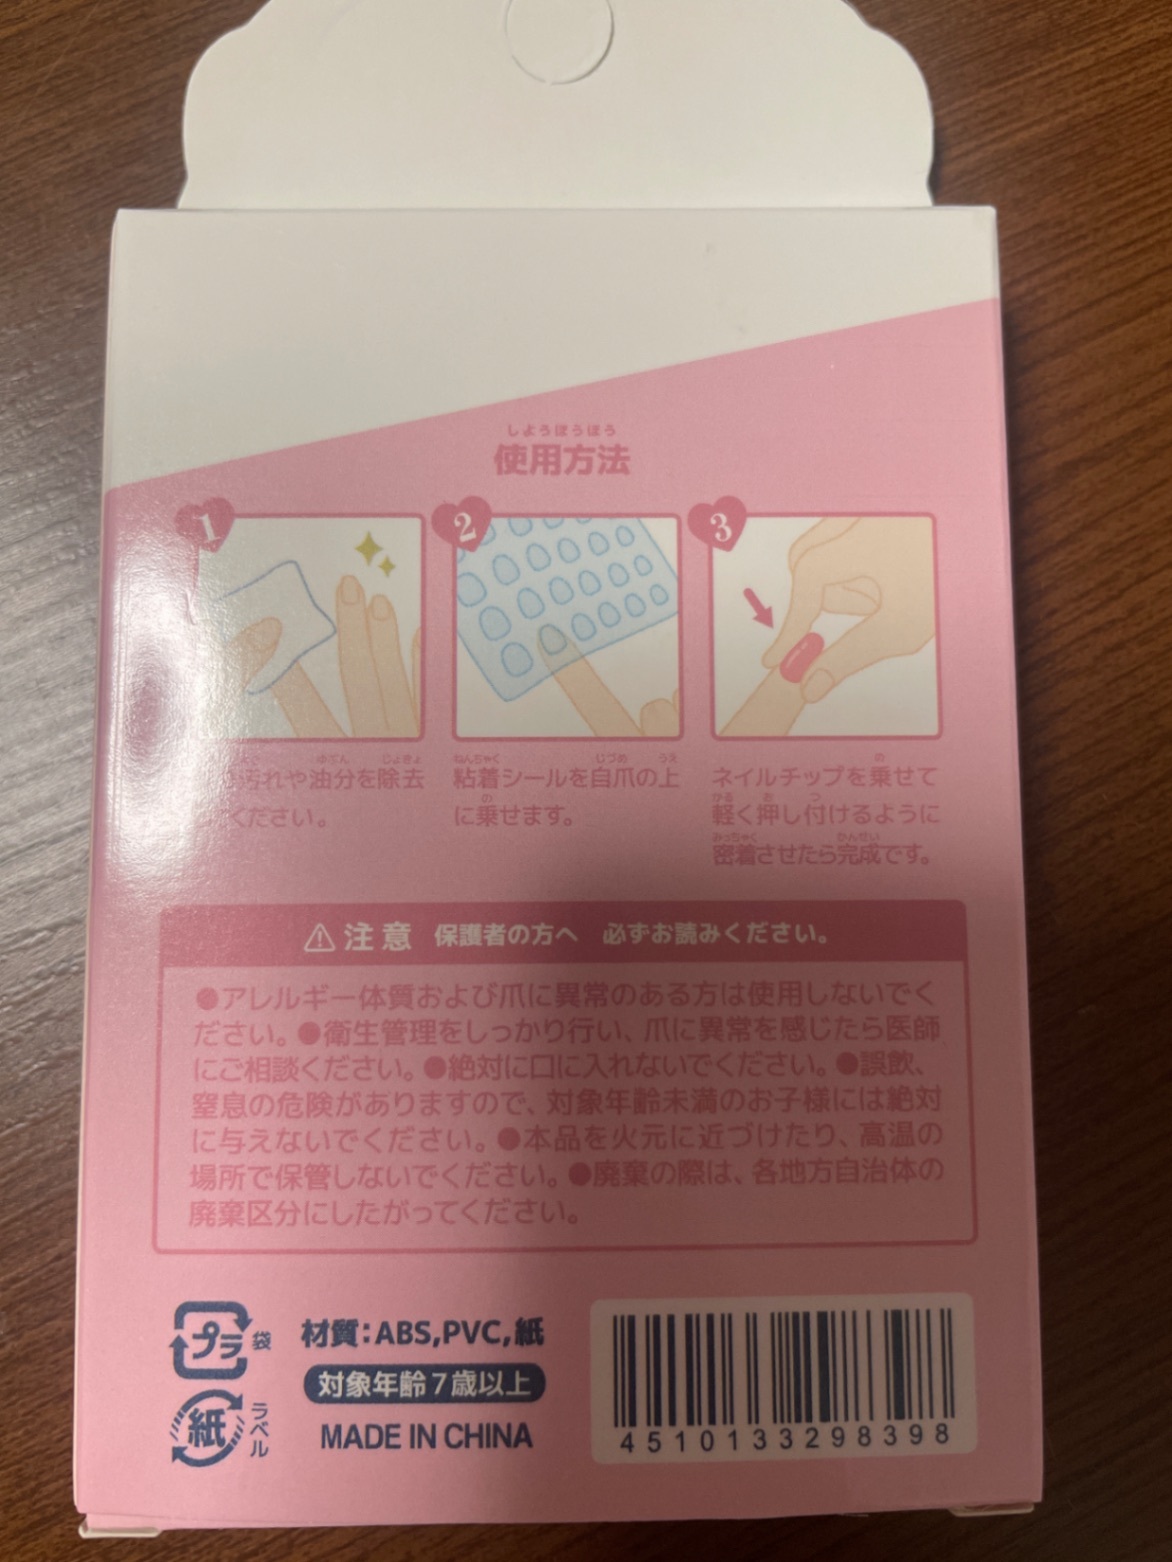 しようほうほう
使用方法
1
2
3
汚れや油分を除去
ください。
ねんちゃく じづめ うえ
粘着シールを自爪の上
の
に乗せます。
の
ネイルチップを乗せて
かる お つ
軽く押し付けるように
みっちゃく かんせい
密着させたら完成です。
⚠注意 保護者の方へ 必ずお読みください。
●アレルギー体質および爪に異常のある方は使用しないでく
ださい。●衛生管理をしっかり行い、爪に異常を感じたら医師
にご相談ください。●絶対に口に入れないでください。●誤飲、
窒息の危険がありますので、対象年齢未満のお子様には絶対
に与えないでください。●本品を火元に近づけたり、高温の
場所で保管しないでください。●廃棄の際は、各地方自治体の
廃棄区分にしたがってください。
プラ 袋
紙 ラベル
材質：ABS,PVC,紙
対象年齢7歳以上
MADE IN CHINA
4510133298398